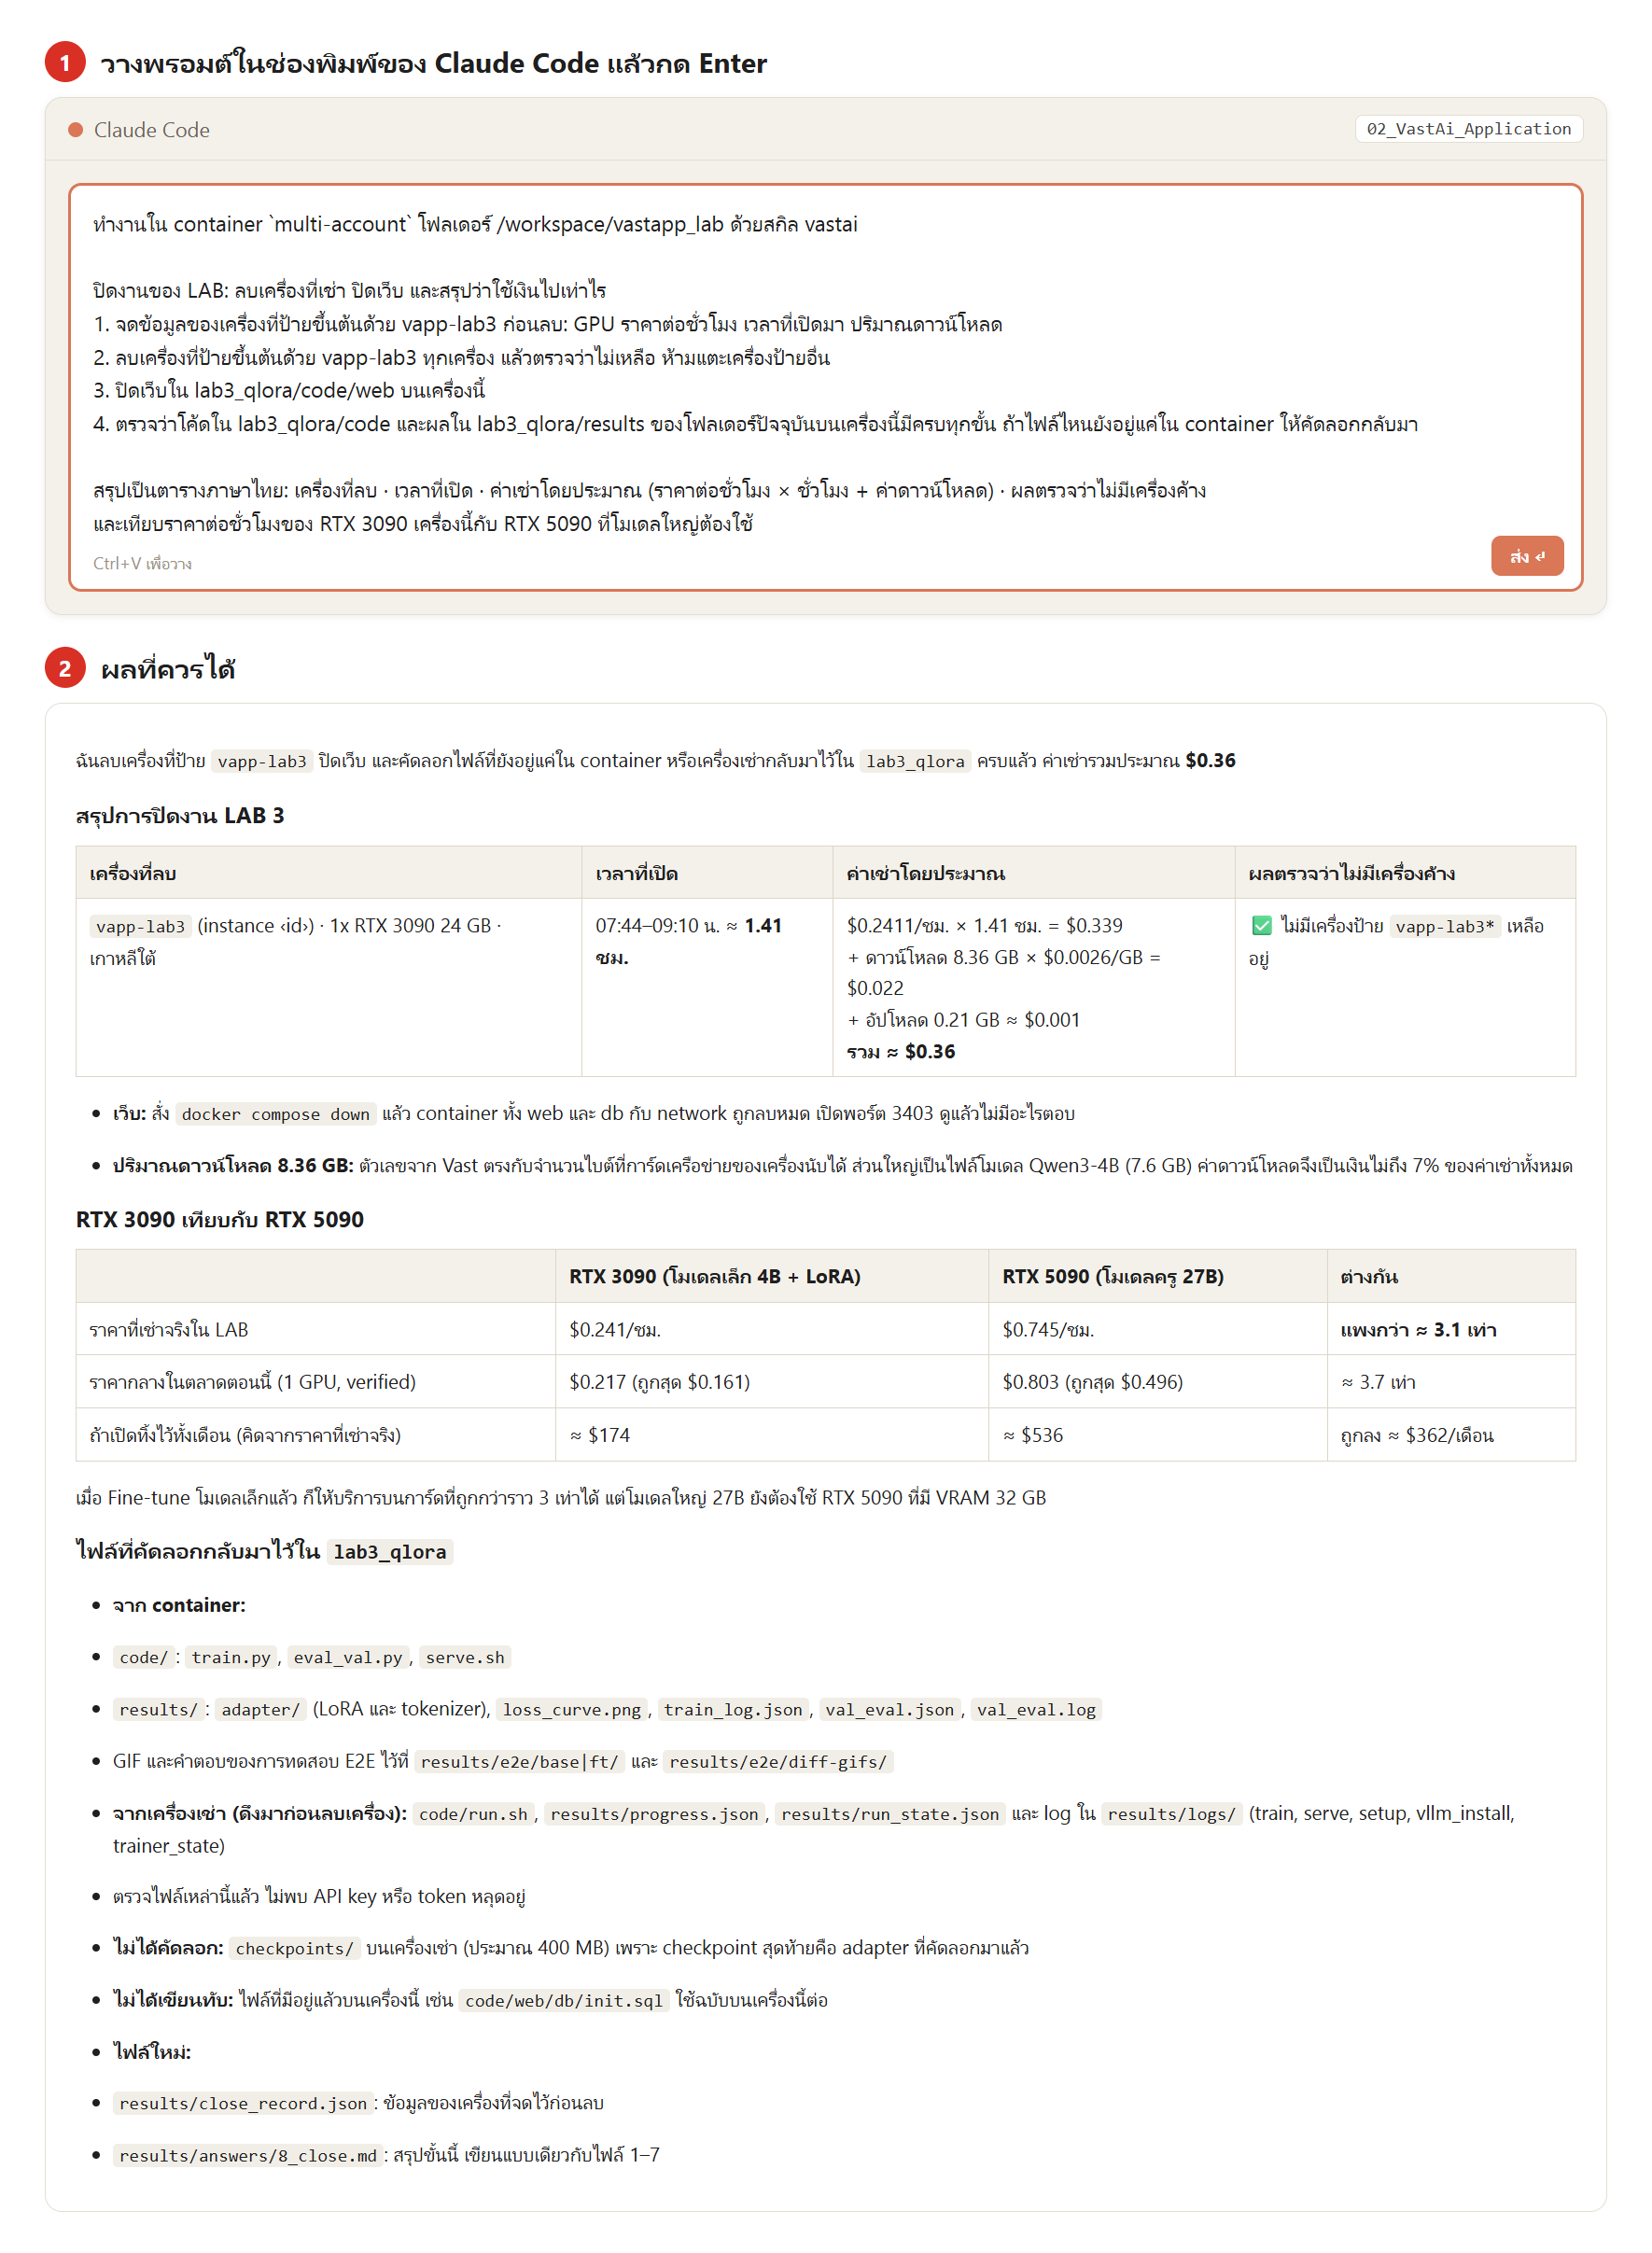 1 วางพรอมต์ในช่องพิมพ์ของ Claude Code แล้วกด Enter
Claude Code
02_VastAi_Application
ทำงานใน container `multi-account` โฟลเดอร์ /workspace/vastapp_lab ด้วยสกิล vastai
ปิดงานของ LAB: ลบเครื่องที่เช่า ปิดเว็บ และสรุปว่าใช้เงินไปเท่าไร
1. จดข้อมูลของเครื่องที่ป้ายขึ้นต้นด้วย vapp-lab3 ก่อนลบ: GPU ราคาต่อชั่วโมง เวลาที่เปิดมา ปริมาณดาวน์โหลด
2. ลบเครื่องที่ป้ายขึ้นต้นด้วย vapp-lab3 ทุกเครื่อง แล้วตรวจว่าไม่เหลือ ห้ามแตะเครื่องป้ายอื่น
3. ปิดเว็บใน lab3_qlora/code/web บนเครื่องนี้
4. ตรวจว่าโค้ดใน lab3_qlora/code และผลใน lab3_qlora/results ของโฟลเดอร์ปัจจุบันบนเครื่องนี้มีครบทุกขั้น ถ้าไฟล์ไหนยังอยู่แค่ใน container ให้คัดลอกกลับมา
สรุปเป็นตารางภาษาไทย: เครื่องที่ลบ · เวลาที่เปิด · ค่าเช่าโดยประมาณ (ราคาต่อชั่วโมง × ชั่วโมง + ค่าดาวน์โหลด) · ผลตรวจว่าไม่มีเครื่องค้าง
และเทียบราคาต่อชั่วโมงของ RTX 3090 เครื่องนี้กับ RTX 5090 ที่โมเดลใหญ่ต้องใช้
Ctrl+V เพื่อวาง
ส่ง ↵
2 ผลที่ควรได้
ฉันลบเครื่องที่ป้าย vapp-lab3 ปิดเว็บ และคัดลอกไฟล์ที่ยังอยู่แค่ใน container หรือเครื่องเช่ากลับมาไว้ใน lab3_qlora ครบแล้ว ค่าเช่ารวมประมาณ $0.36
สรุปการปิดงาน LAB 3
เครื่องที่ลบ เวลาที่เปิด ค่าเช่าโดยประมาณ ผลตรวจว่าไม่มีเครื่องค้าง
vapp-lab3 (instance ‹id›) · 1x RTX 3090 24 GB ·
เกาหลีใต้
07:44–09:10 น. ≈ 1.41
ชม.
$0.2411/ชม. × 1.41 ชม. = $0.339
+ ดาวน์โหลด 8.36 GB × $0.0026/GB =
$0.022
+ อัปโหลด 0.21 GB ≈ $0.001
รวม ≈ $0.36
✅ ไม่มีเครื่องป้าย vapp-lab3* เหลือ
อยู่
• เว็บ: สั่ง docker compose down แล้ว container ทั้ง web และ db กับ network ถูกลบหมด เปิดพอร์ต 3403 ดูแล้วไม่มีอะไรตอบ
• ปริมาณดาวน์โหลด 8.36 GB: ตัวเลขจาก Vast ตรงกับจำนวนไบต์ที่การ์ดเครือข่ายของเครื่องนับได้ ส่วนใหญ่เป็นไฟล์โมเดล Qwen3-4B (7.6 GB) ค่าดาวน์โหลดจึงเป็นเงินไม่ถึง 7% ของค่าเช่าทั้งหมด
RTX 3090 เทียบกับ RTX 5090
RTX 3090 (โมเดลเล็ก 4B + LoRA) RTX 5090 (โมเดลครู 27B) ต่างกัน
ราคาที่เช่าจริงใน LAB $0.241/ชม. $0.745/ชม. แพงกว่า ≈ 3.1 เท่า
ราคากลางในตลาดตอนนี้ (1 GPU, verified) $0.217 (ถูกสุด $0.161) $0.803 (ถูกสุด $0.496) ≈ 3.7 เท่า
ถ้าเปิดทิ้งไว้ทั้งเดือน (คิดจากราคาที่เช่าจริง) ≈ $174 ≈ $536 ถูกลง ≈ $362/เดือน
เมื่อ Fine-tune โมเดลเล็กแล้ว ก็ให้บริการบนการ์ดที่ถูกกว่าราว 3 เท่าได้ แต่โมเดลใหญ่ 27B ยังต้องใช้ RTX 5090 ที่มี VRAM 32 GB
ไฟล์ที่คัดลอกกลับมาไว้ใน lab3_qlora
• จาก container:
• code/: train.py, eval_val.py, serve.sh
• results/: adapter/ (LoRA และ tokenizer), loss_curve.png, train_log.json, val_eval.json, val_eval.log
• GIF และคำตอบของการทดสอบ E2E ไว้ที่ results/e2e/base|ft/ และ results/e2e/diff-gifs/
• จากเครื่องเช่า (ดึงมาก่อนลบเครื่อง): code/run.sh, results/progress.json, results/run_state.json และ log ใน results/logs/ (train, serve, setup, vllm_install,
trainer_state)
• ตรวจไฟล์เหล่านี้แล้ว ไม่พบ API key หรือ token หลุดอยู่
• ไม่ได้คัดลอก: checkpoints/ บนเครื่องเช่า (ประมาณ 400 MB) เพราะ checkpoint สุดท้ายคือ adapter ที่คัดลอกมาแล้ว
• ไม่ได้เขียนทับ: ไฟล์ที่มีอยู่แล้วบนเครื่องนี้ เช่น code/web/db/init.sql ใช้ฉบับบนเครื่องนี้ต่อ
• ไฟล์ใหม่:
• results/close_record.json: ข้อมูลของเครื่องที่จดไว้ก่อนลบ
• results/answers/8_close.md: สรุปขั้นนี้ เขียนแบบเดียวกับไฟล์ 1–7